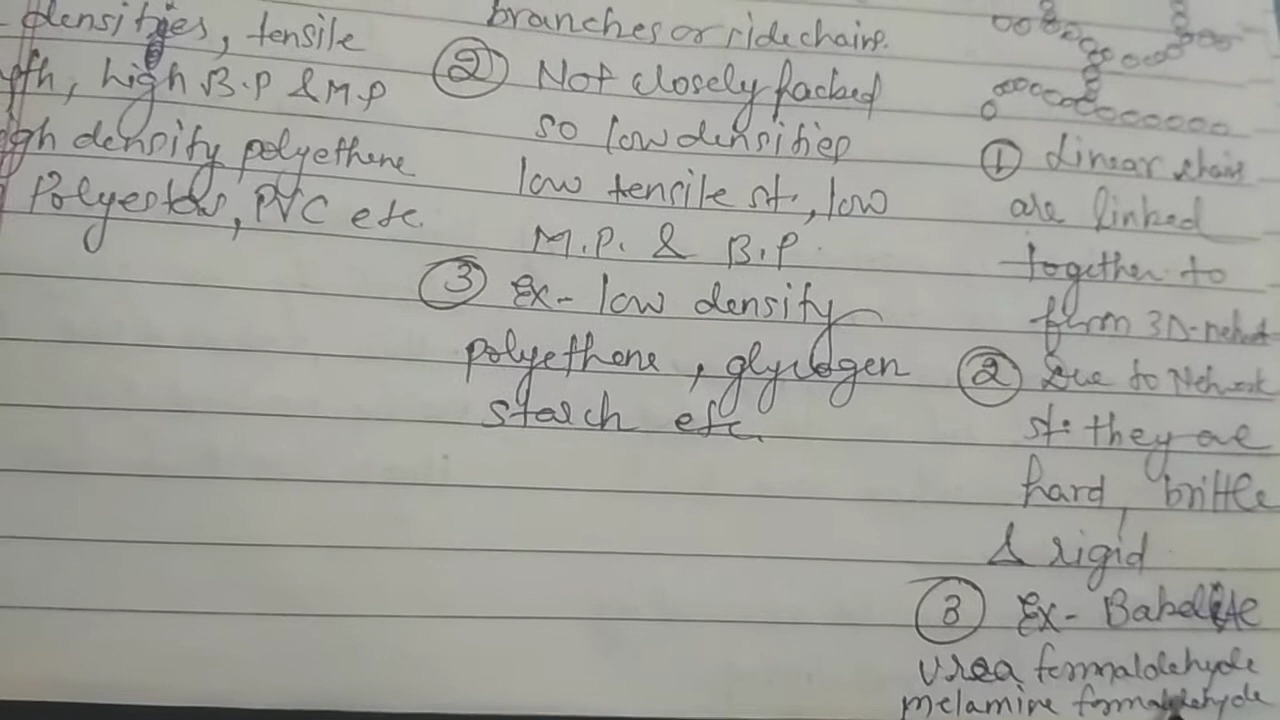 densities, tensile
high B.P & M.P
gh density polyethene
Polyesters, PVC etc.
branches or side chains.
② Not closely packed
so low densities
low tensile st., low
M.P. & B.P.
③ Ex- low density
polyethene, glycogen
starch etc.
① Linear chain
are linked
together to
form 3D-network
② Due to Network
st. they are
hard, brittle
& rigid
③ Ex- Bakelite
urea formaldehyde
melamine formaldehyde